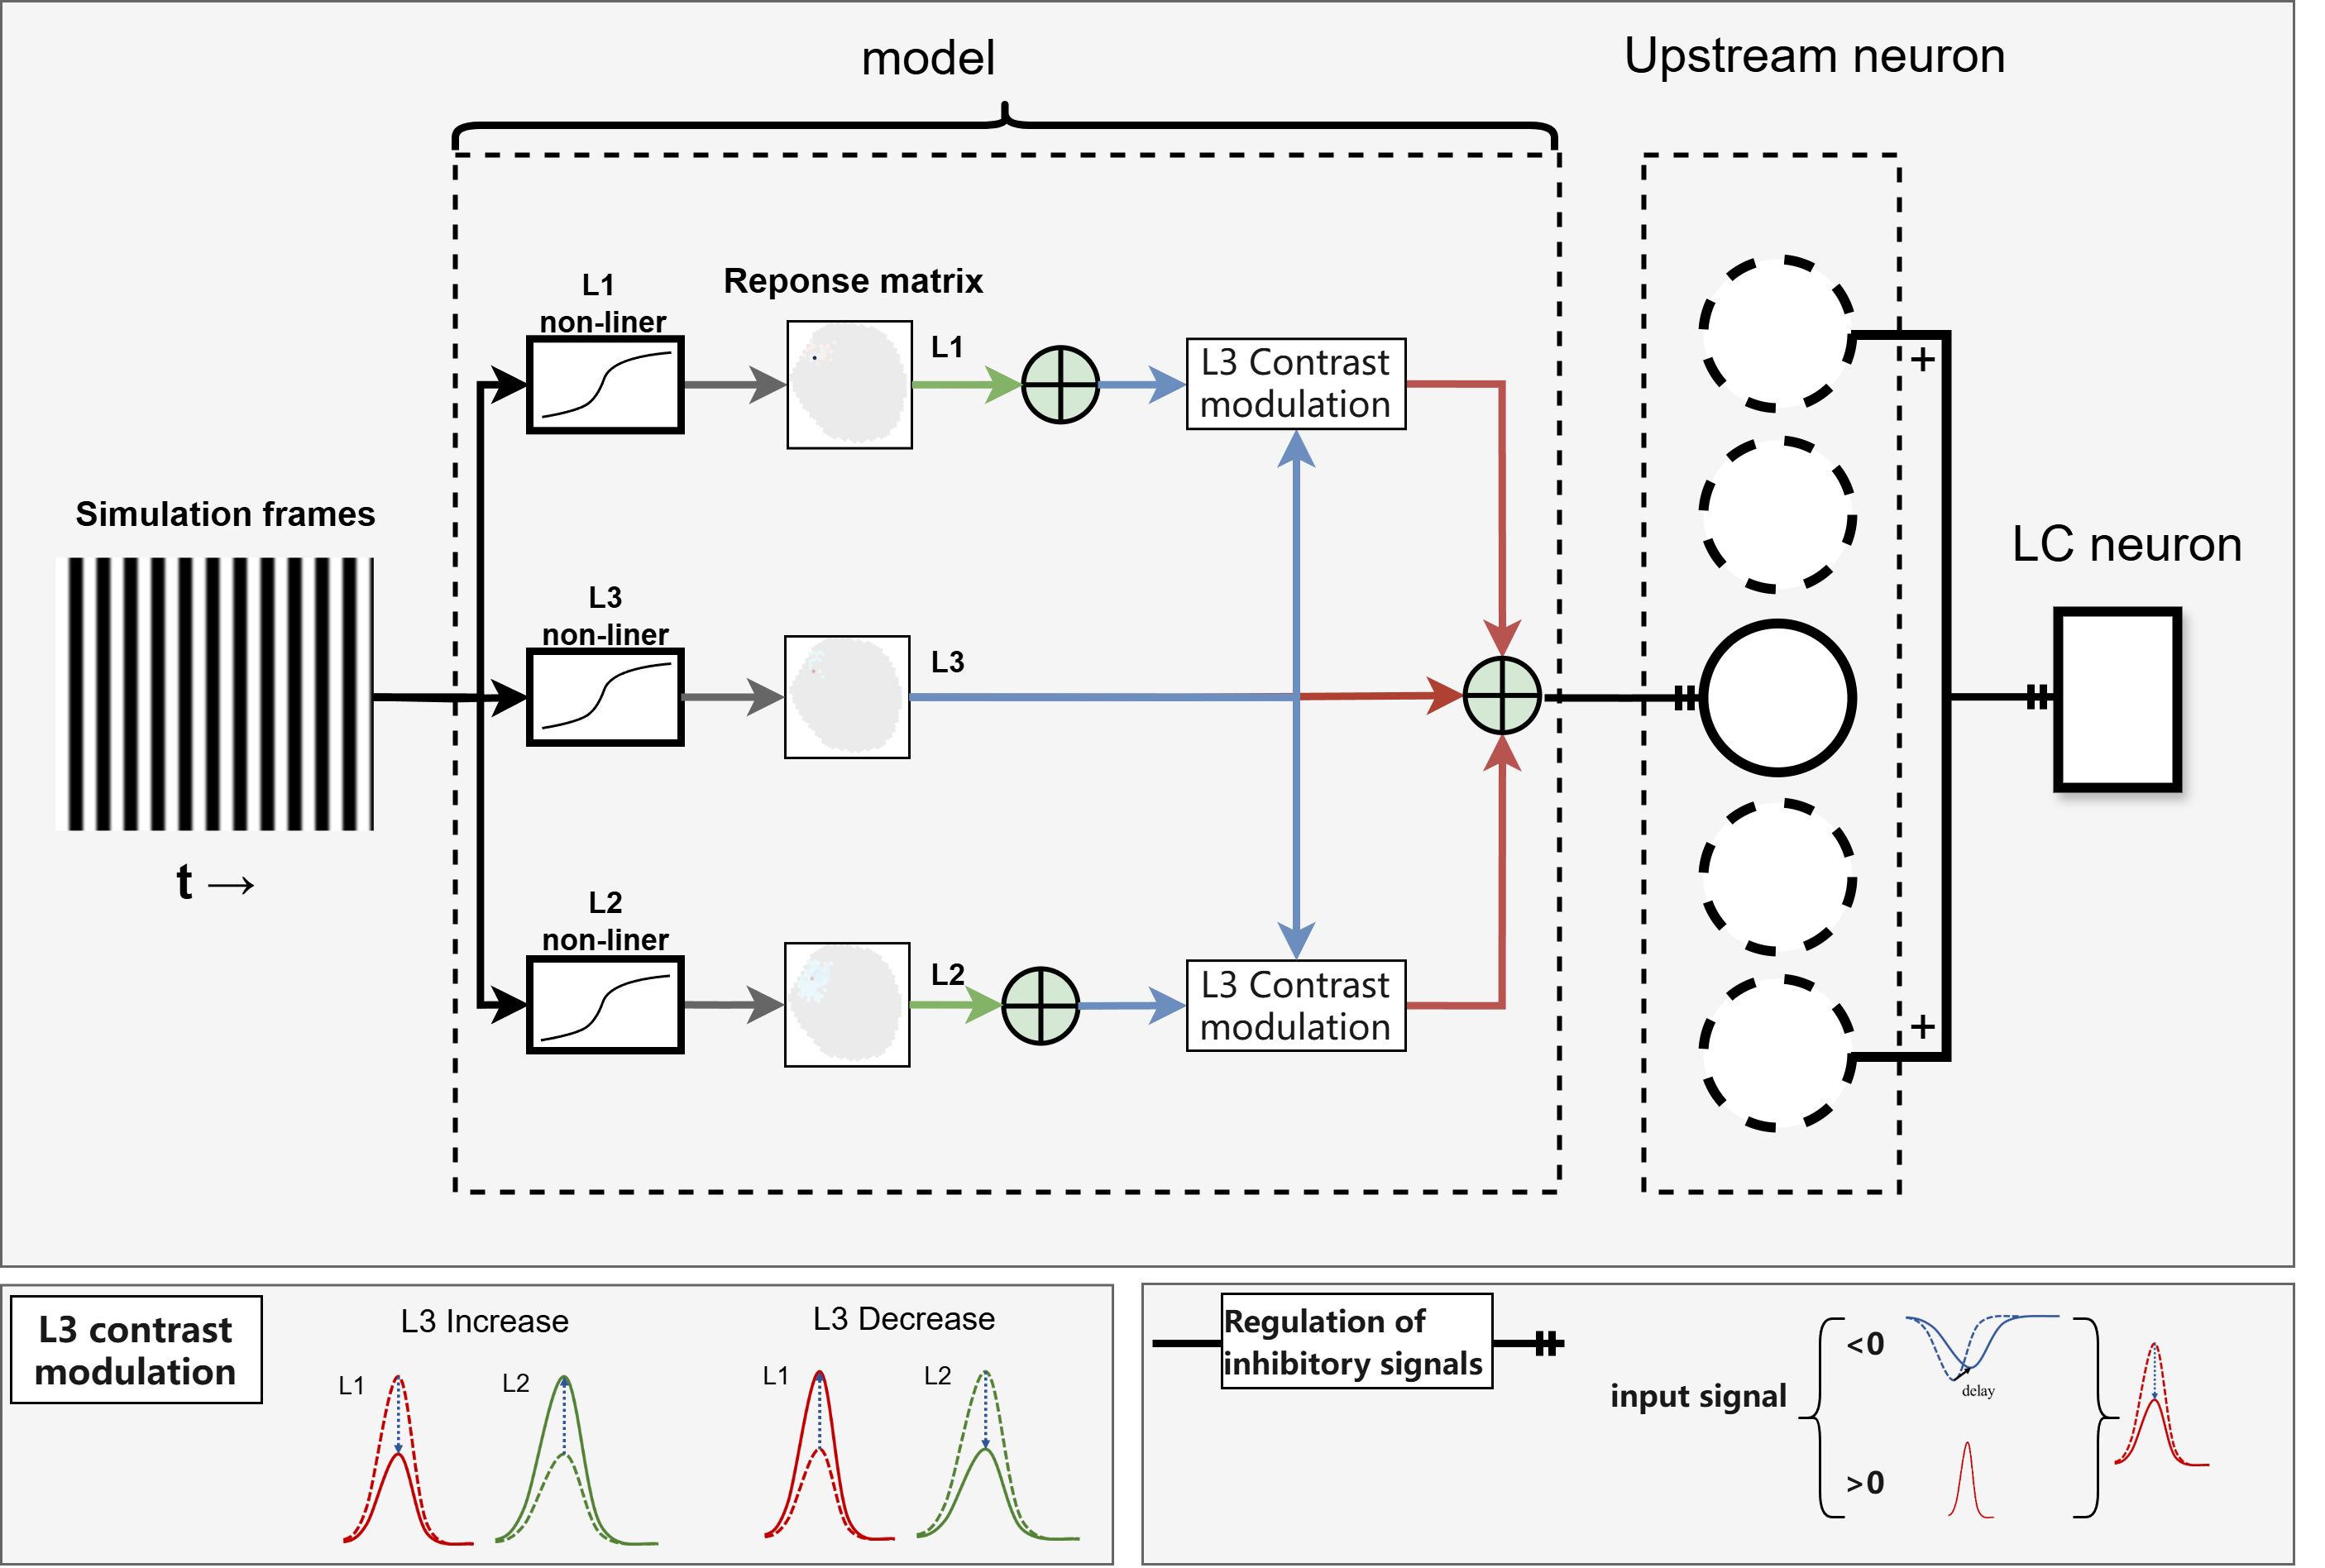 model
Upstream neuron
L1
non-liner
Reponse matrix
L1
L3 Contrast
modulation
+
Simulation frames
t →
L3
non-liner
L3
LC neuron
L2
non-liner
L2
L3 Contrast
modulation
+
L3 contrast
modulation
L3 Increase
L1
L2
L3 Decrease
L1
L2
Regulation of
inhibitory signals
input signal
<0
delay
>0